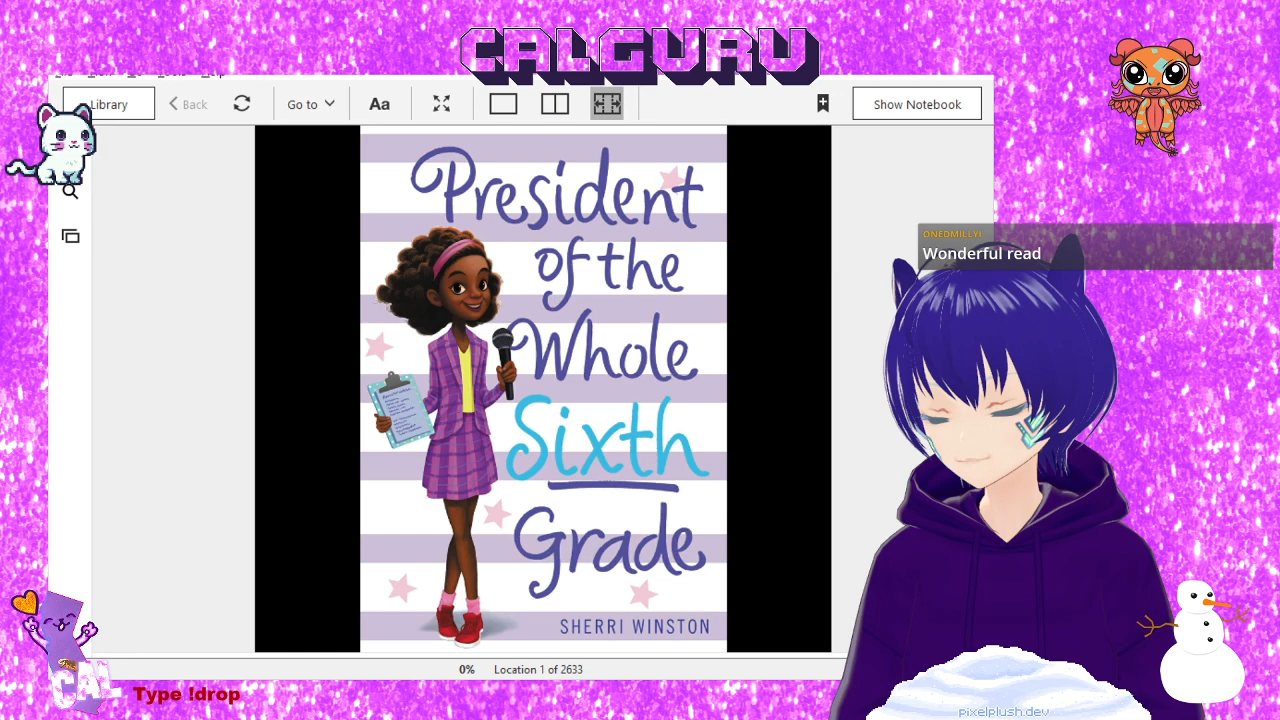 CALGURU
Library
Back
Go to
Aa
Show Notebook
President
of the
Whole
Sixth
Grade
SHERRI WINSTON
ONEDMILLYI
Wonderful read
0% Location 1 of 2633
CAL
Type !drop
pixelplush.dev